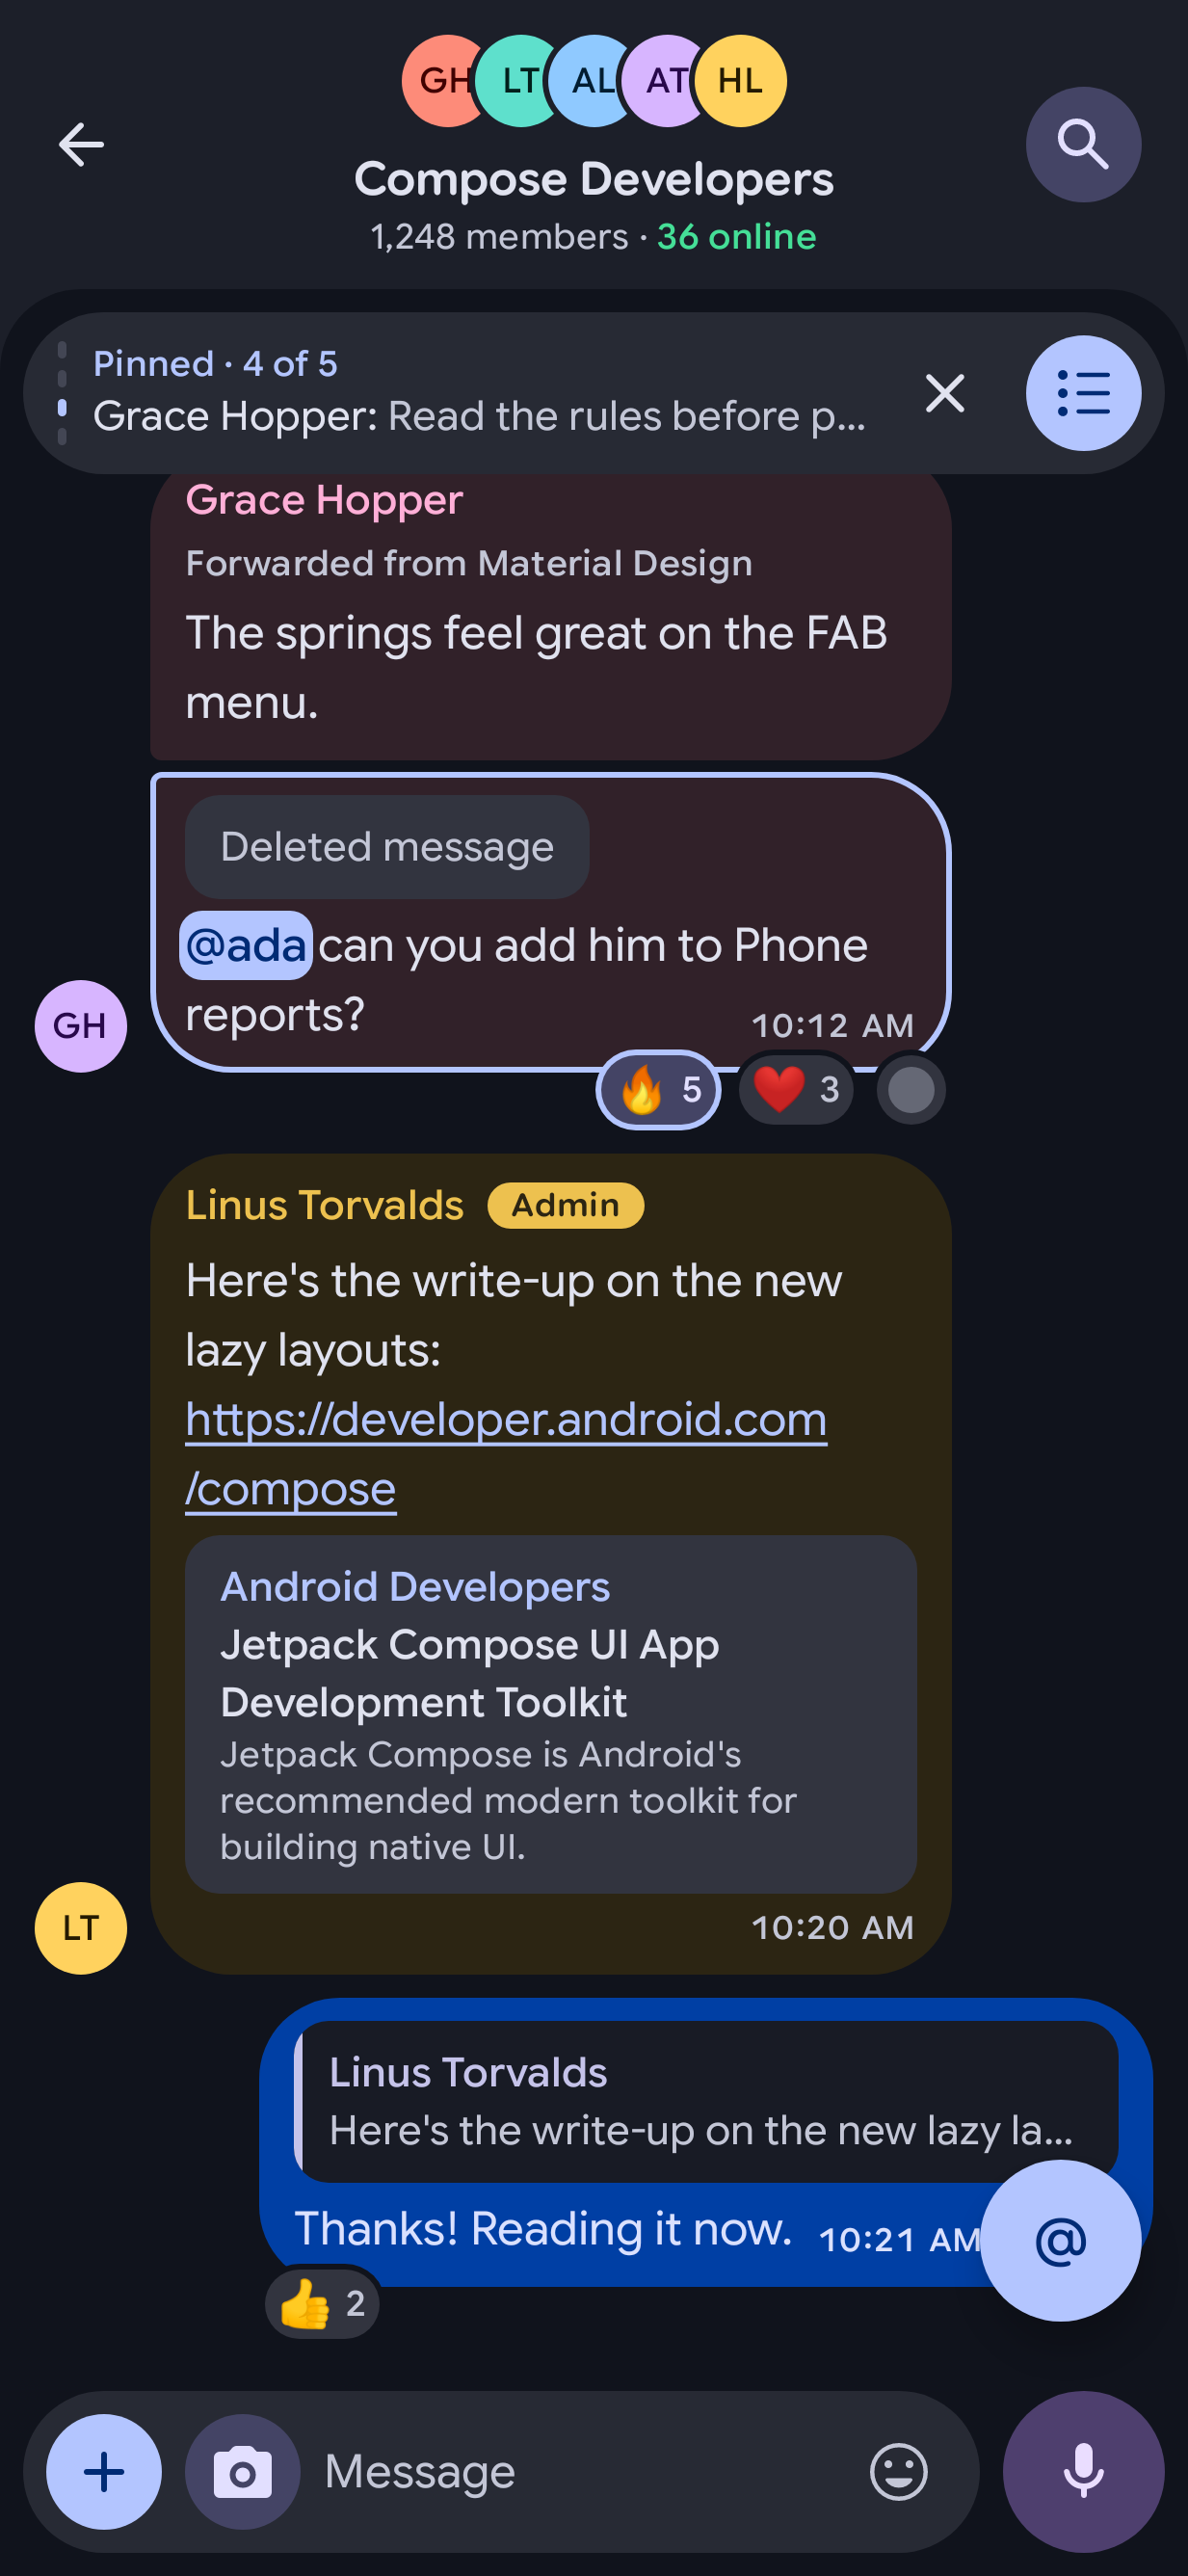 GH LT AL AT HL
Compose Developers
1,248 members · 36 online
Pinned · 4 of 5
Grace Hopper: Read the rules before p...
Grace Hopper
Forwarded from Material Design
The springs feel great on the FAB
menu.
Deleted message
@ada can you add him to Phone
reports?
10:12 AM
GH
🔥 5 ❤️ 3
Linus Torvalds Admin
Here's the write-up on the new
lazy layouts:
https://developer.android.com
/compose
Android Developers
Jetpack Compose UI App
Development Toolkit
Jetpack Compose is Android's
recommended modern toolkit for
building native UI.
10:20 AM
LT
Linus Torvalds
Here's the write-up on the new lazy la...
Thanks! Reading it now. 10:21 AM
@
👍 2
Message